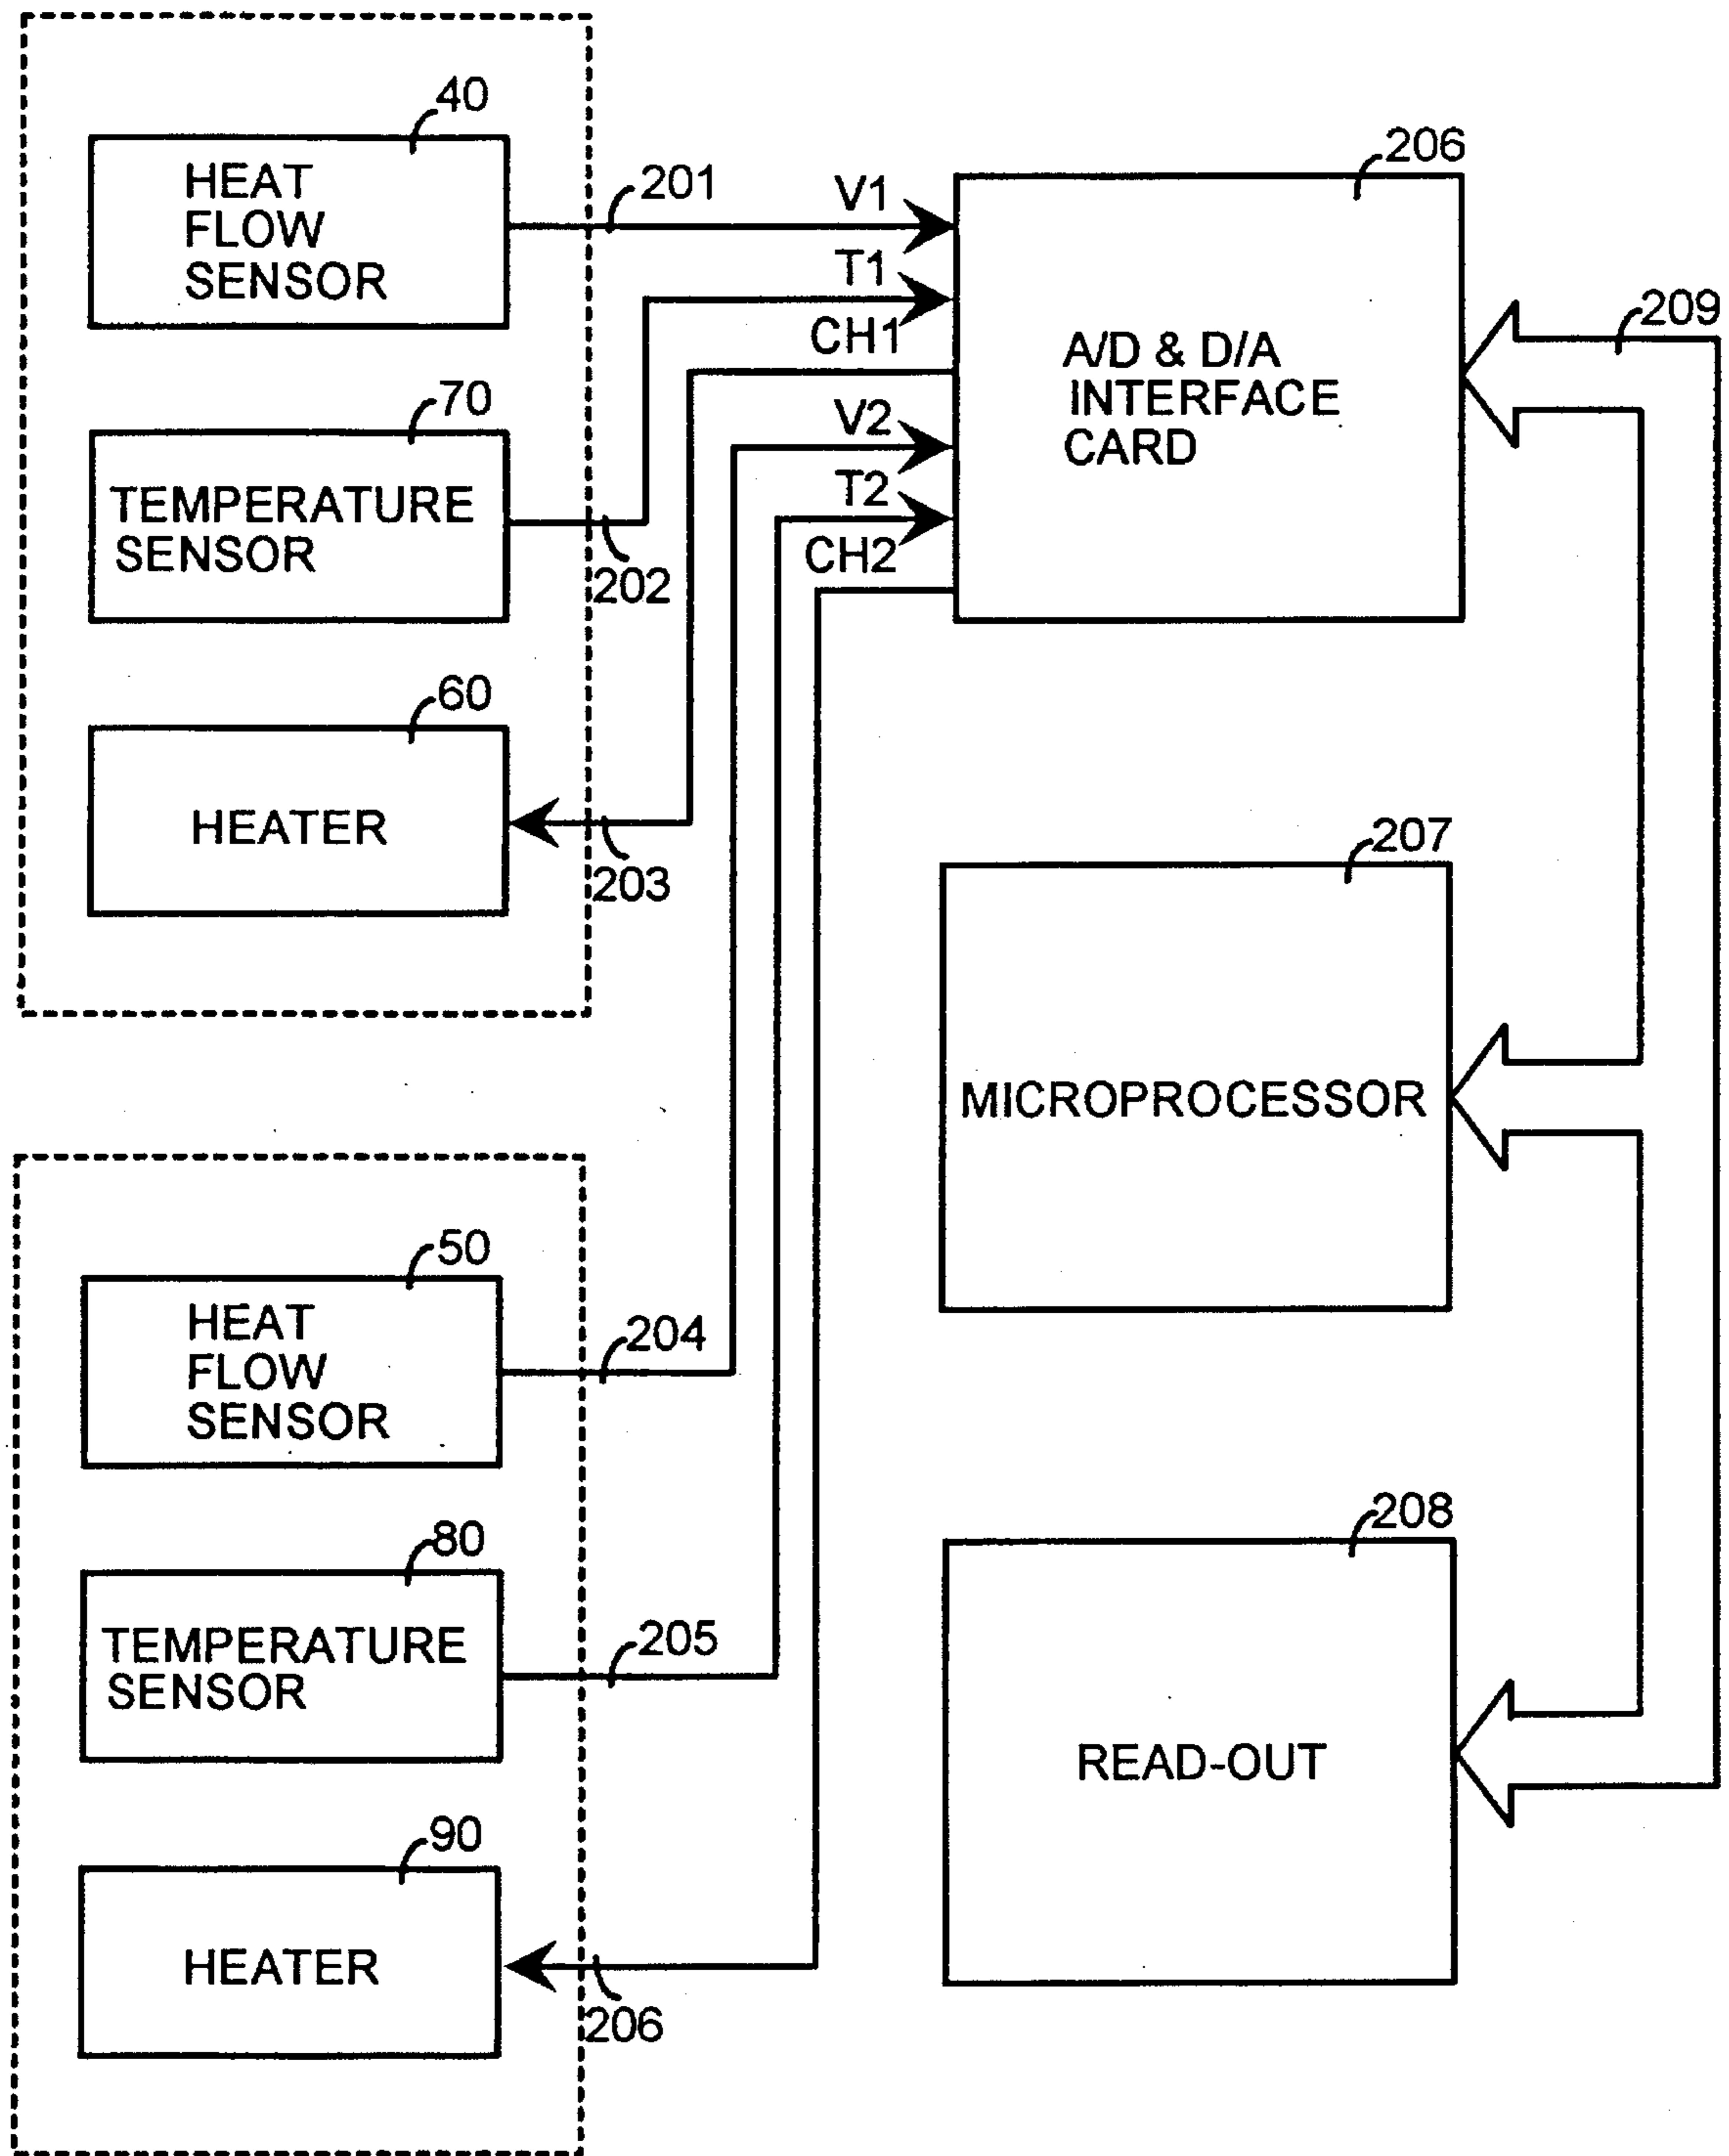 40
HEAT
FLOW
SENSOR
201
V1
T1
CH1
V2
T2
CH2
206
A/D & D/A
INTERFACE
CARD
209
70
TEMPERATURE
SENSOR
202
60
HEATER
203
207
MICROPROCESSOR
50
HEAT
FLOW
SENSOR
204
80
TEMPERATURE
SENSOR
205
208
READ-OUT
90
HEATER
206